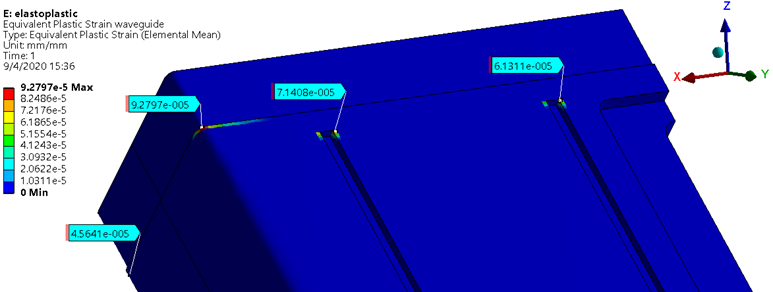 E: elastoplastic
Equivalent Plastic Strain waveguide
Type: Equivalent Plastic Strain (Elemental Mean)
Unit: mm/mm
Time: 1
9/4/2020 15:36
9.2797e-5 Max
8.2486e-5
7.2176e-5
6.1865e-5
5.1554e-5
4.1243e-5
3.0932e-5
2.0622e-5
1.0311e-5
0 Min
9.2797e-005
7.1408e-005
6.1311e-005
4.5641e-005
Z
X
Y